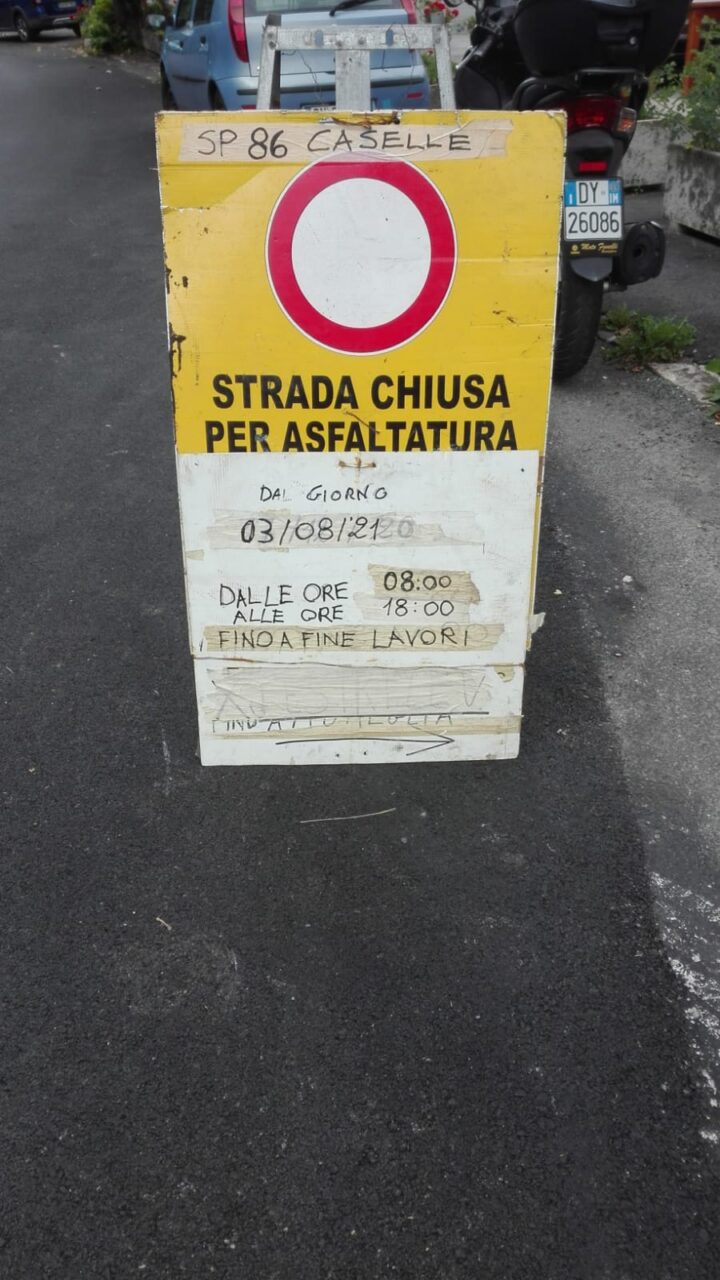 SP 86 CASELLE
STRADA CHIUSA
PER ASFALTATURA
DAL GIORNO
03/08/21
DALLE ORE 08:00
ALLE ORE 18:00
FINO A FINE LAVORI
DY
26086
I
IM